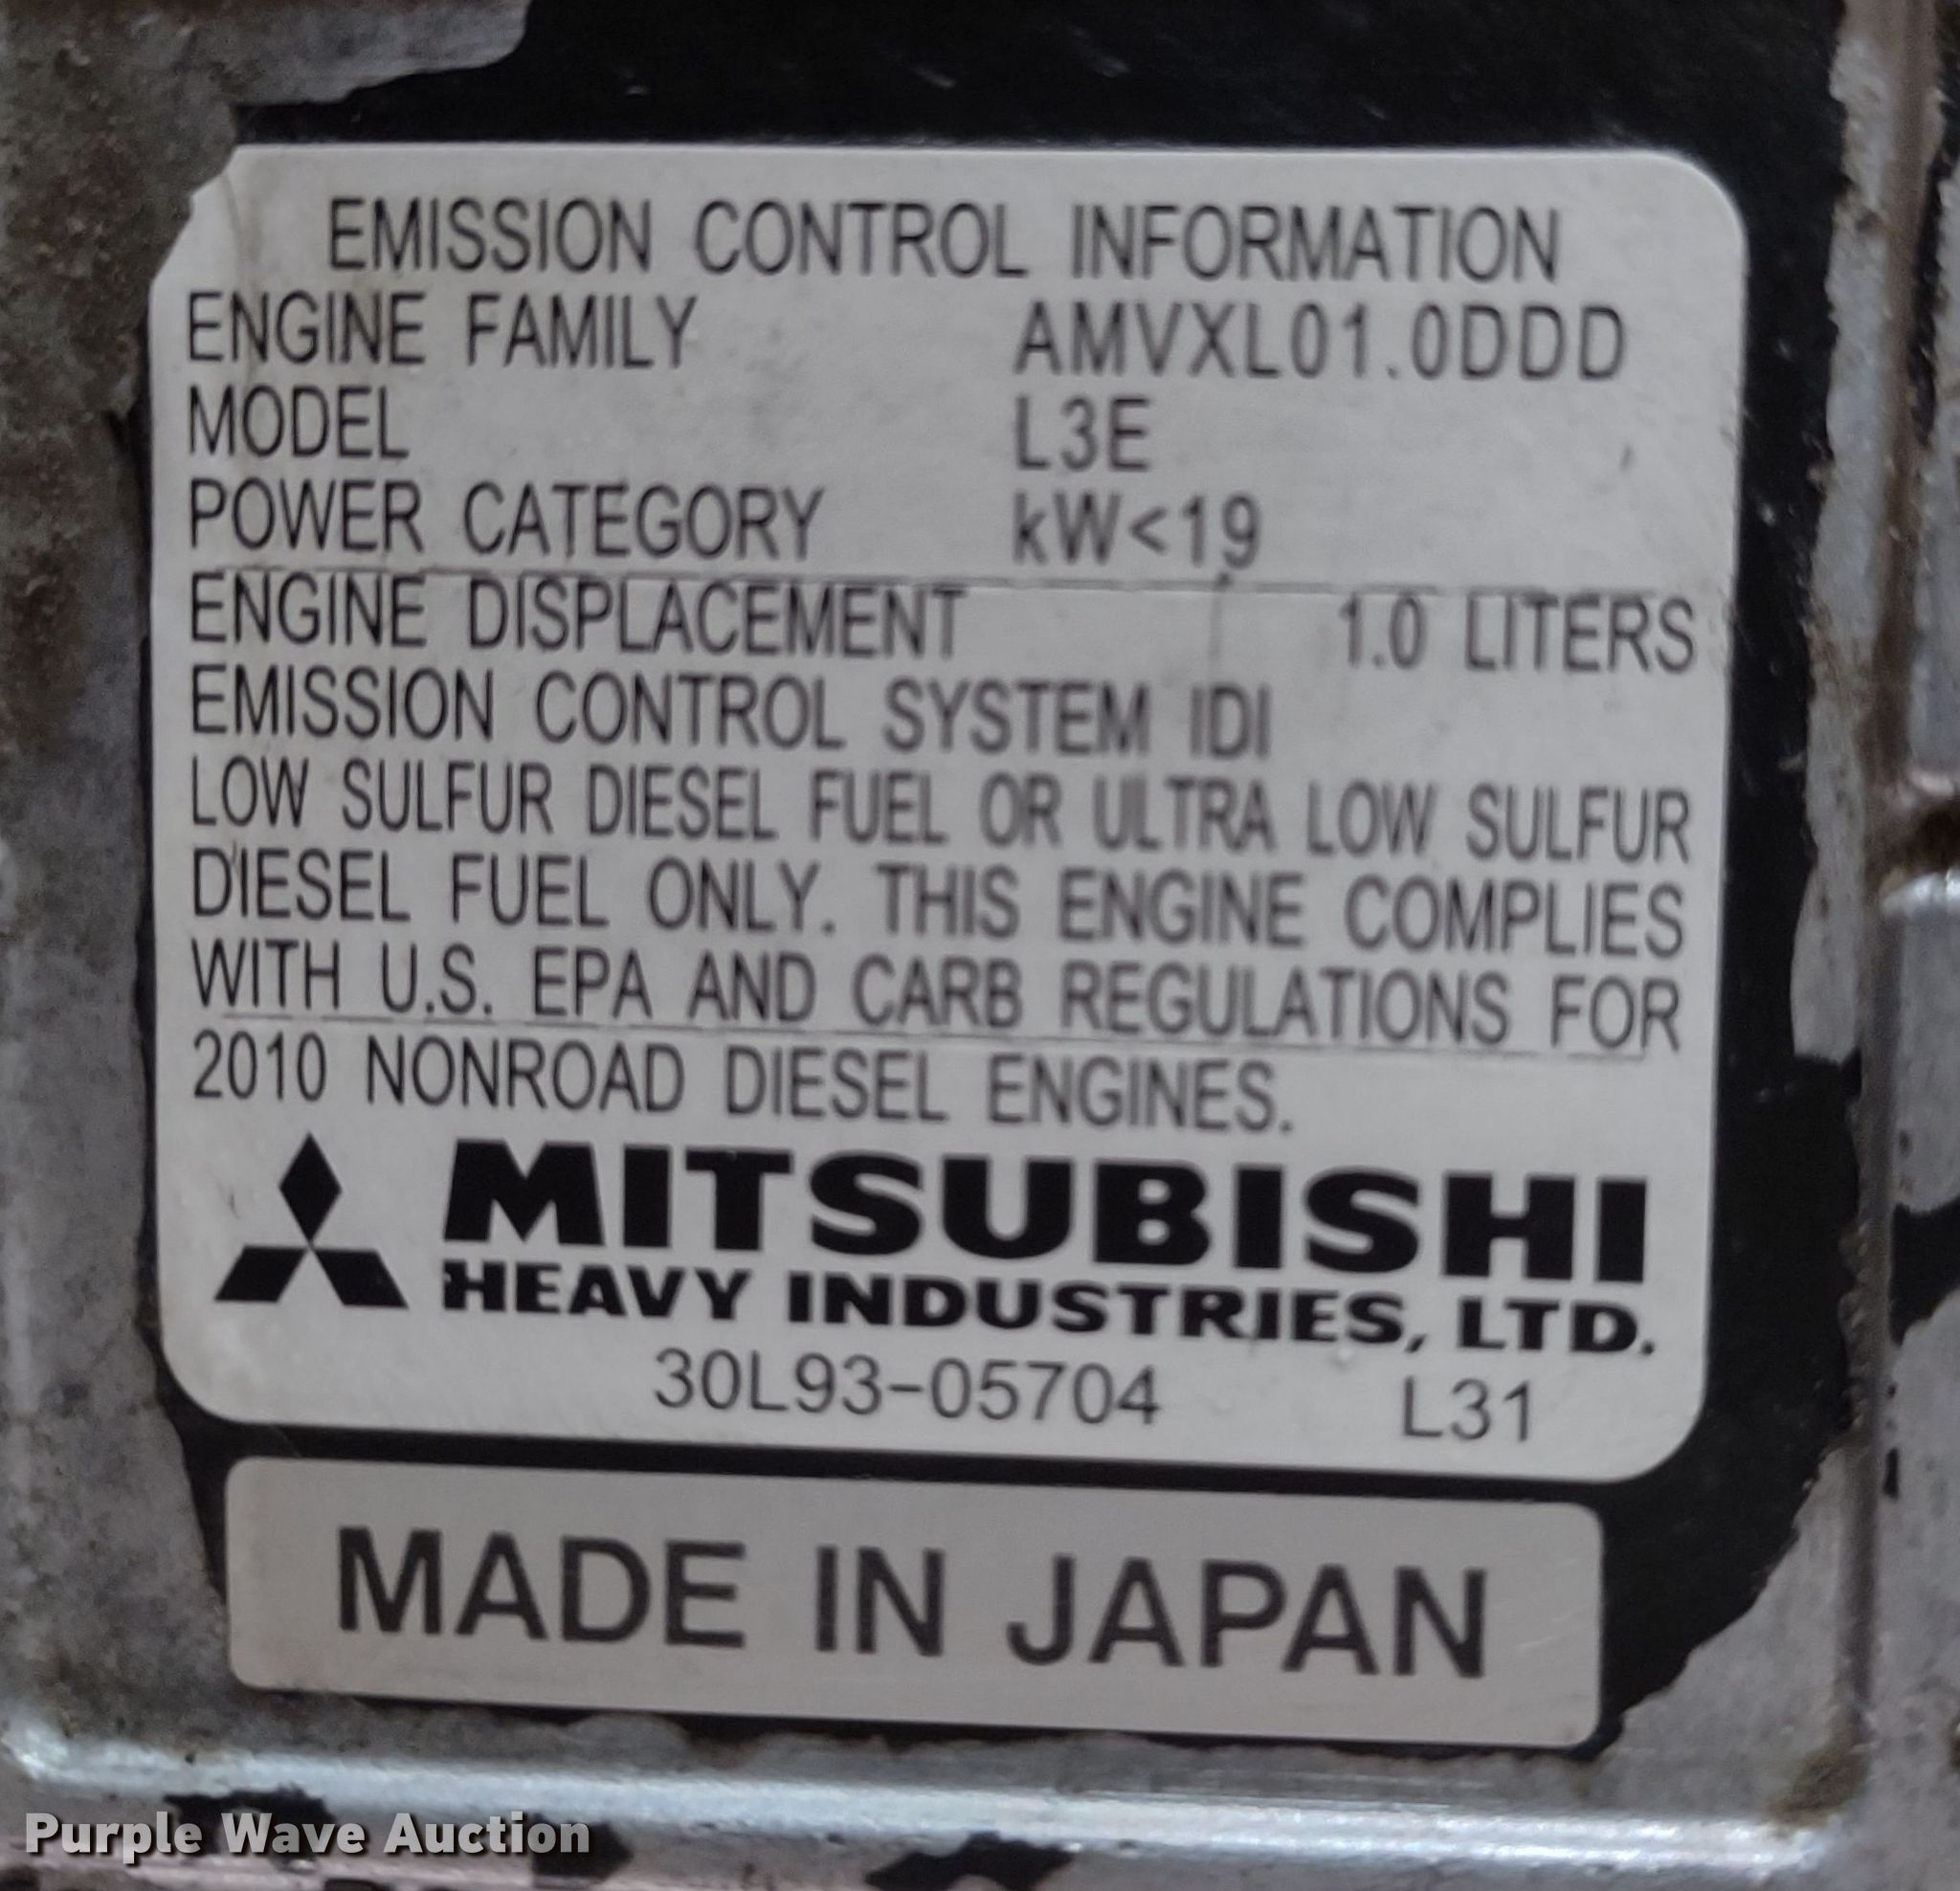 EMISSION CONTROL INFORMATION
ENGINE FAMILY AMVXL01.0DDD
MODEL L3E
POWER CATEGORY kW<19
ENGINE DISPLACEMENT 1.0 LITERS
EMISSION CONTROL SYSTEM IDI
LOW SULFUR DIESEL FUEL OR ULTRA LOW SULFUR
DIESEL FUEL ONLY. THIS ENGINE COMPLIES
WITH U.S. EPA AND CARB REGULATIONS FOR
2010 NONROAD DIESEL ENGINES.
MITSUBISHI
HEAVY INDUSTRIES, LTD.
30L93-05704 L31
MADE IN JAPAN
Purple Wave Auction